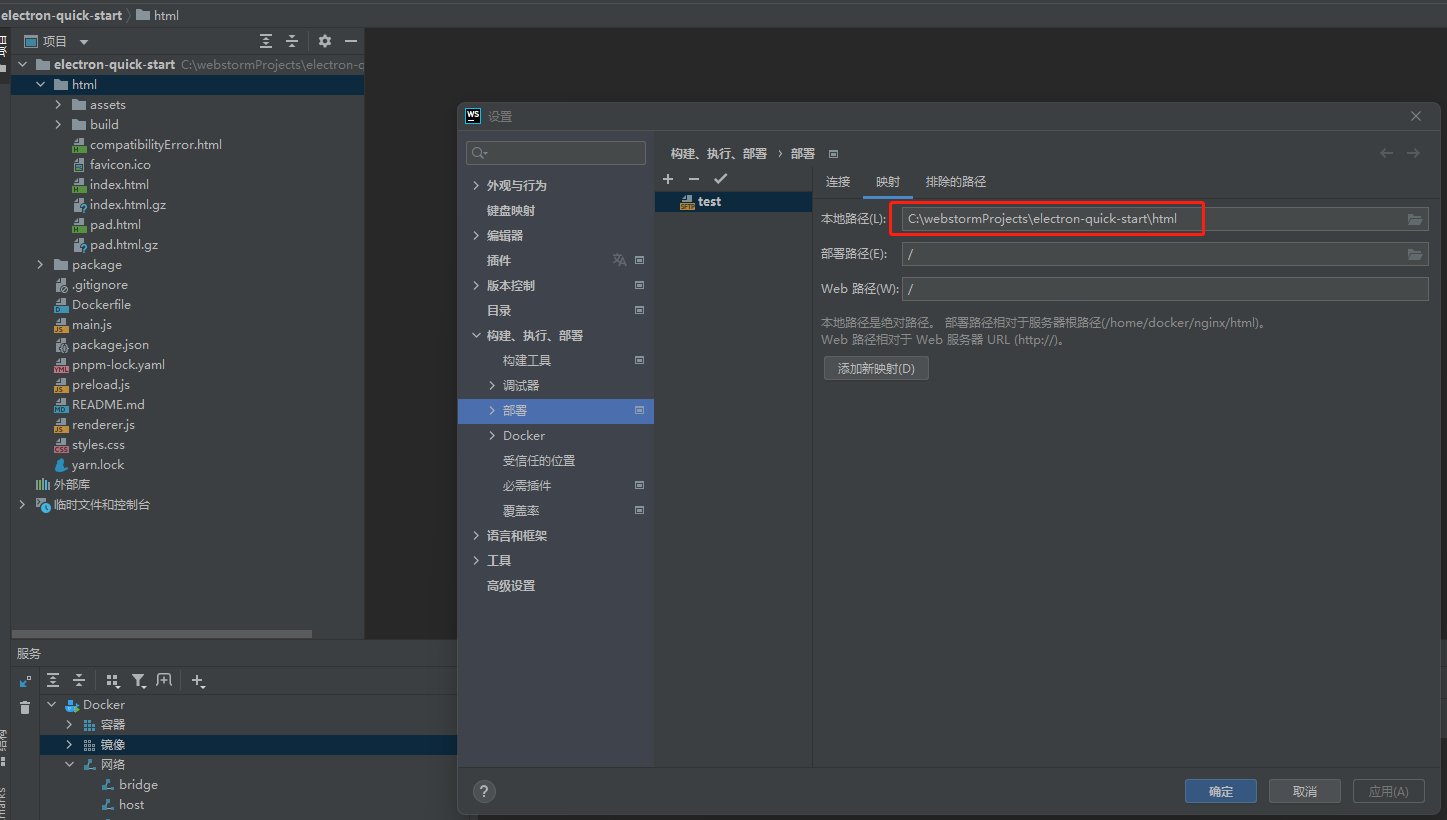 electron-quick-start
html
项目
electron-quick-start C:\webstormProjects\electron-q
html
assets
build
compatibilityError.html
favicon.ico
index.html
index.html.gz
pad.html
pad.html.gz
package
.gitignore
Dockerfile
main.js
package.json
pnpm-lock.yaml
preload.js
README.md
renderer.js
styles.css
yarn.lock
外部库
临时文件和控制台
服务
Docker
容器
镜像
网络
bridge
host
WS 设置
外观与行为
键盘映射
编辑器
插件
版本控制
目录
构建、执行、部署
构建工具
调试器
部署
Docker
受信任的位置
必需插件
覆盖率
语言和框架
工具
高级设置
构建、执行、部署 › 部署
test
连接 映射 排除的路径
本地路径(L): C:\webstormProjects\electron-quick-start\html
部署路径(E): /
Web 路径(W): /
本地路径是绝对路径。 部署路径相对于服务器根路径(/home/docker/nginx/html)。
Web 路径相对于 Web 服务器 URL (http://)。
添加新映射(D)
?
确定 取消 应用(A)